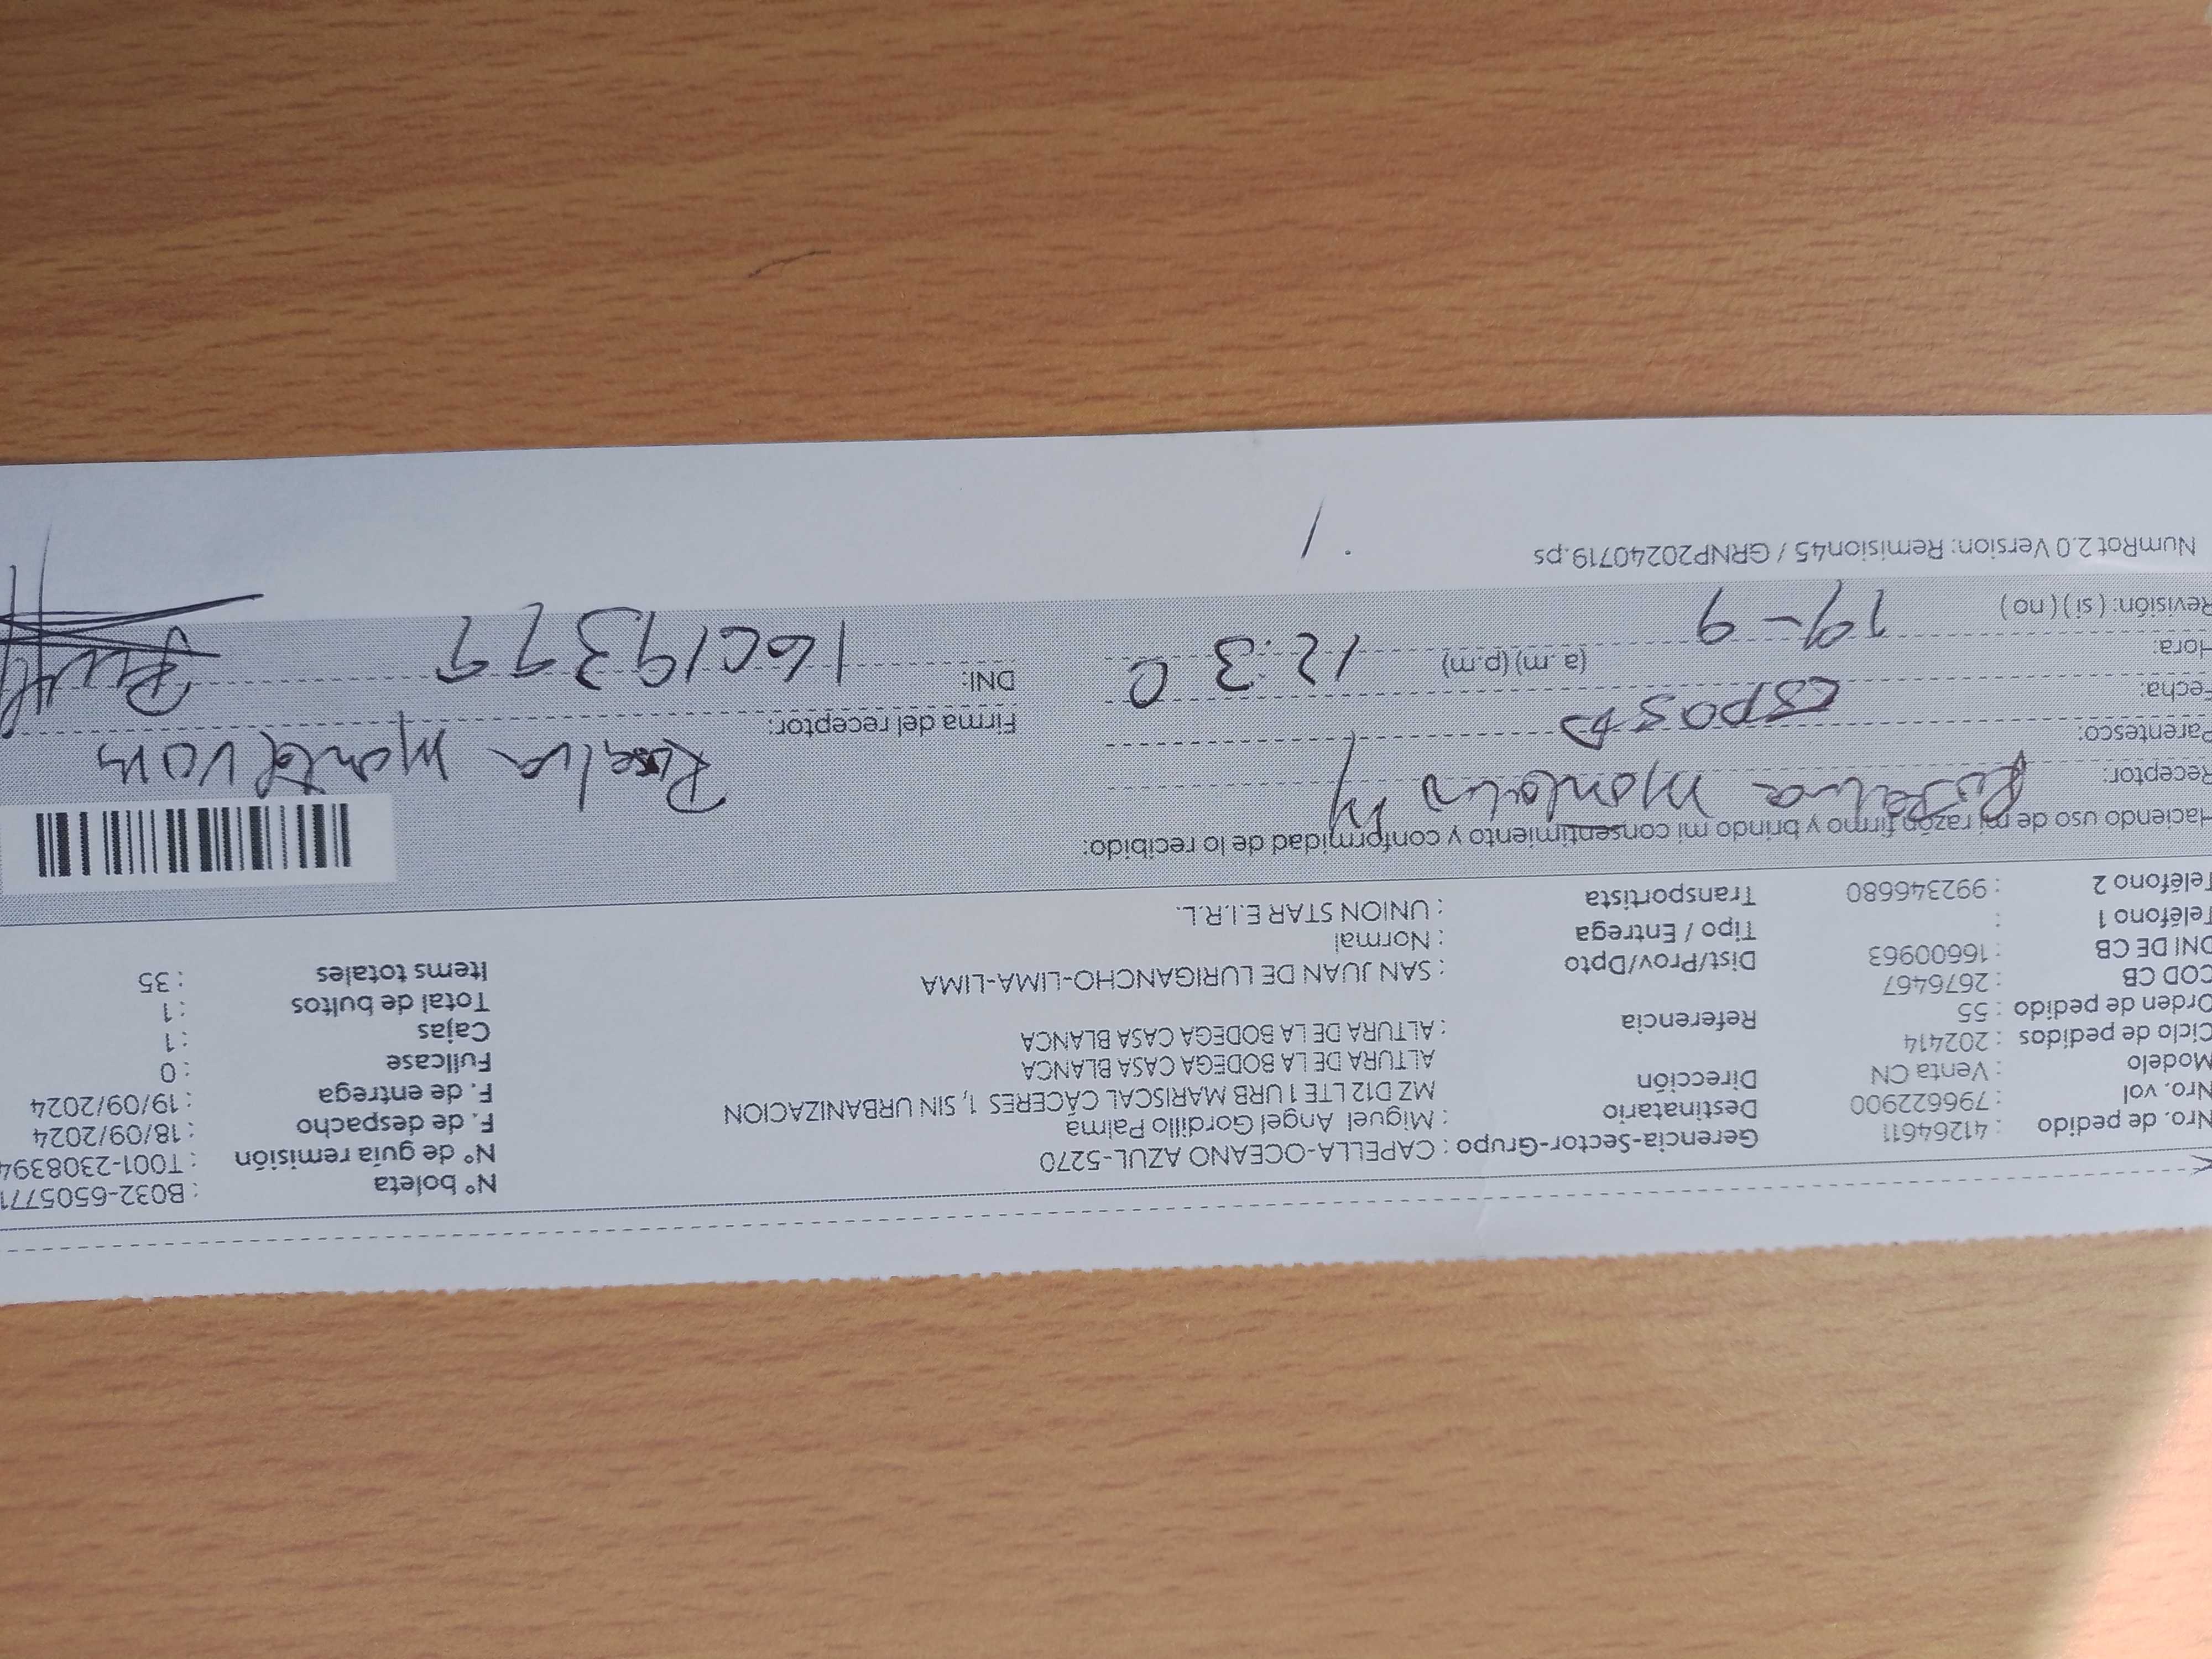 Nro. de pedido : 41264611 Gerencia-Sector-Grupo : CAPELLA-OCEANO AZUL-5270 N° boleta : B032-6505771
Nro. vol : 796622900 Destinatario : Miguel Angel Gordillo Palma N° de guía remisión : T001-2308394
Modelo : Venta CN Dirección MZ D12 LTE 1 URB MARISCAL CÁCERES 1, SIN URBANIZACION F. de despacho : 18/09/2024
Ciclo de pedidos : 202414 ALTURA DE LA BODEGA CASA BLANCA F. de entrega : 19/09/2024
Orden de pedido : 55 Referencia : ALTURA DE LA BODEGA CASA BLANCA Fullcase : 0
COD CB : 2676467 Cajas : 1
DNI DE CB : 16600963 Dist/Prov/Dpto : SAN JUAN DE LURIGANCHO-LIMA-LIMA Total de bultos : 1
Teléfono 1 : Tipo / Entrega : Normal Items totales : 35
Teléfono 2 : 992346680 Transportista : UNION STAR E.I.R.L.
Haciendo uso de mi razón firmo y brindo mi consentimiento y conformidad de lo recibido:
Receptor:
Parentesco: esposa Firma del receptor:
Fecha: DNI:
Hora: 19-9 (a.m) (p.m) 12:30
Revisión: (si) (no)
NumRot 2.0 Version: Remision45 / GRNP20240719.ps